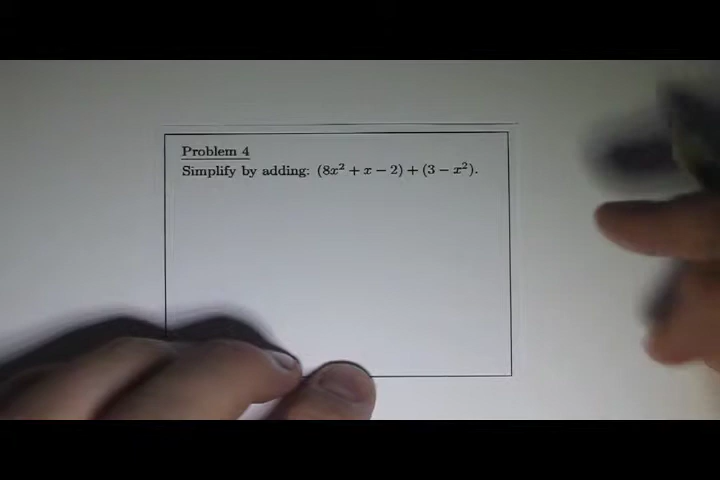 Problem 4
Simplify by adding: (8x² + x − 2) + (3 − x²).